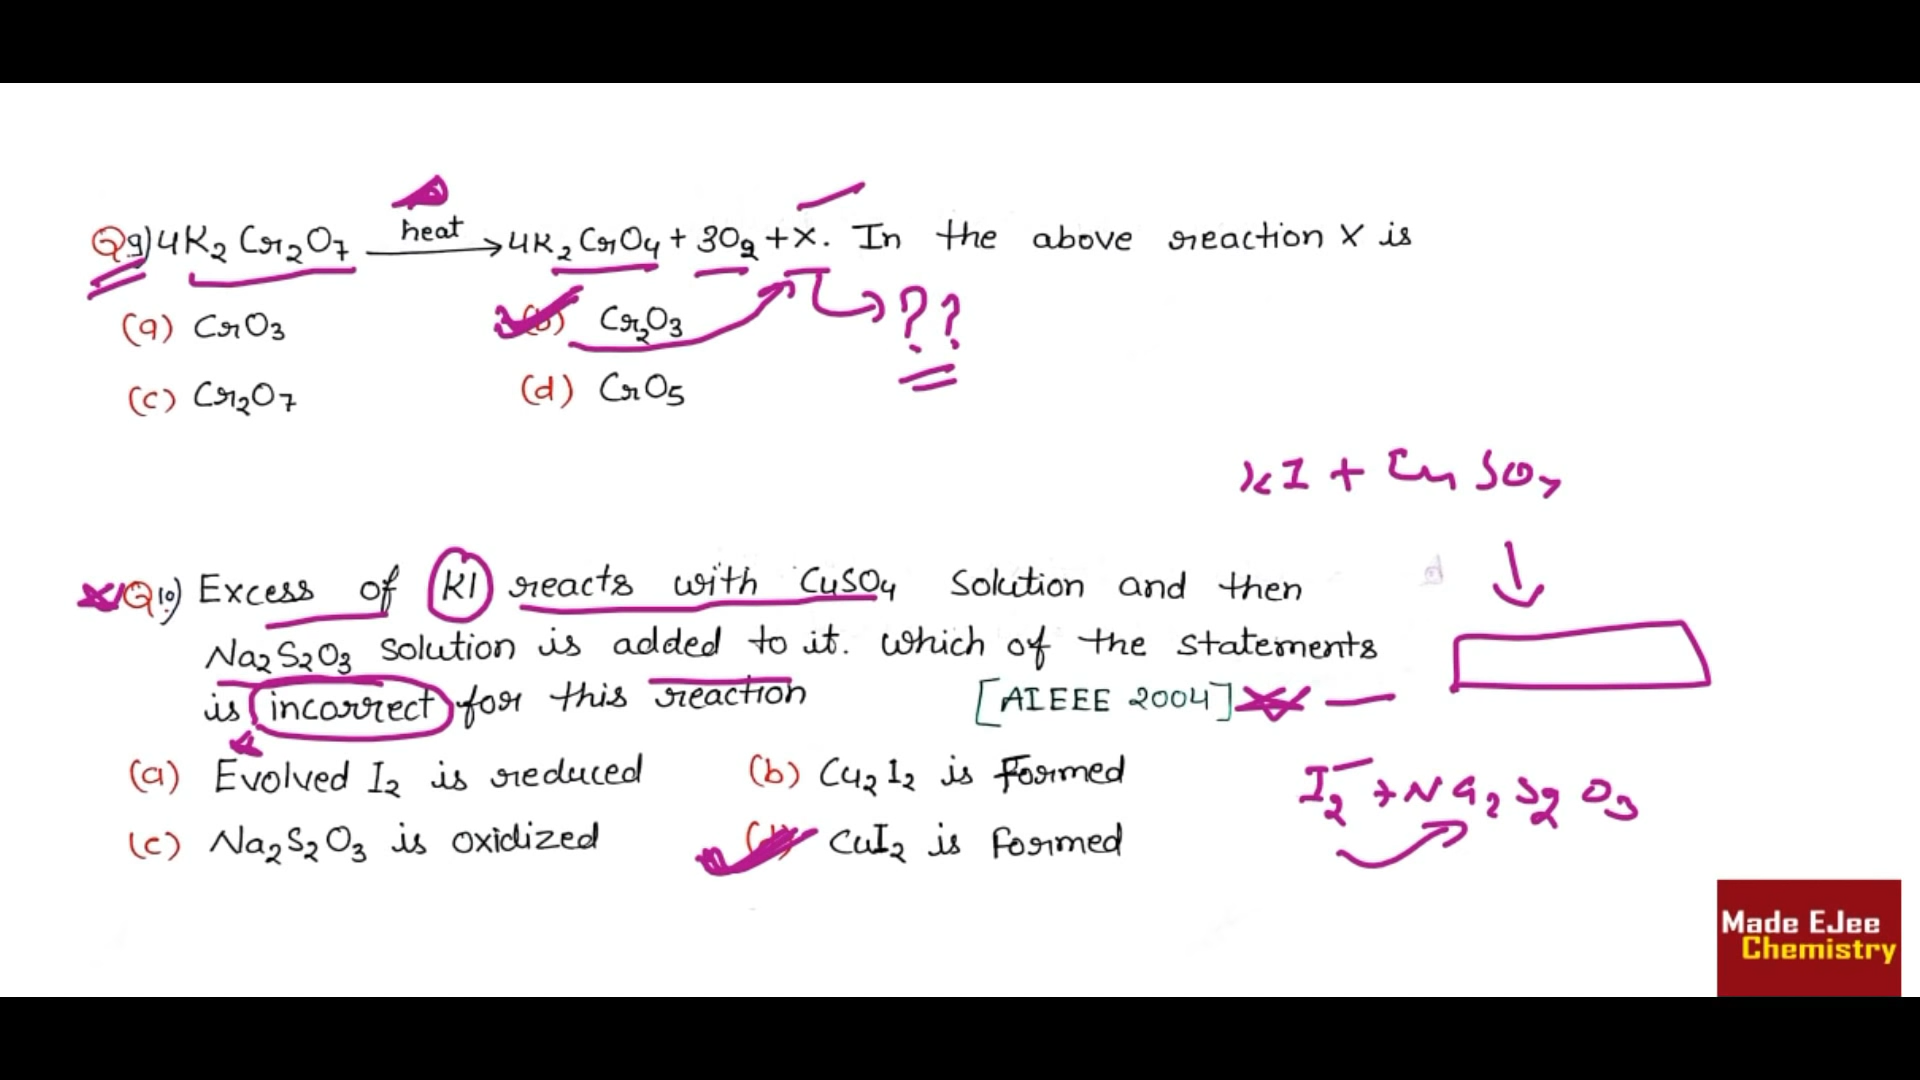 Q9) 4K₂Cr₂O₇ heat → 4K₂CrO₄ + 3O₂ + X. In the above reaction X is
(a) CrO₃ (b) Cr₂O₃
??
(c) Cr₂O₇ (d) CrO₅
KI + CuSO₄
Q10) Excess of KI reacts with CuSO₄ solution and then
Na₂S₂O₃ solution is added to it. which of the statements
is incorrect for this reaction [AIEEE 2004]
(a) Evolved I₂ is reduced (b) Cu₂I₂ is formed
I₂ + Na₂S₂O₃
(c) Na₂S₂O₃ is oxidized (d) CuI₂ is formed
Made EJee
Chemistry